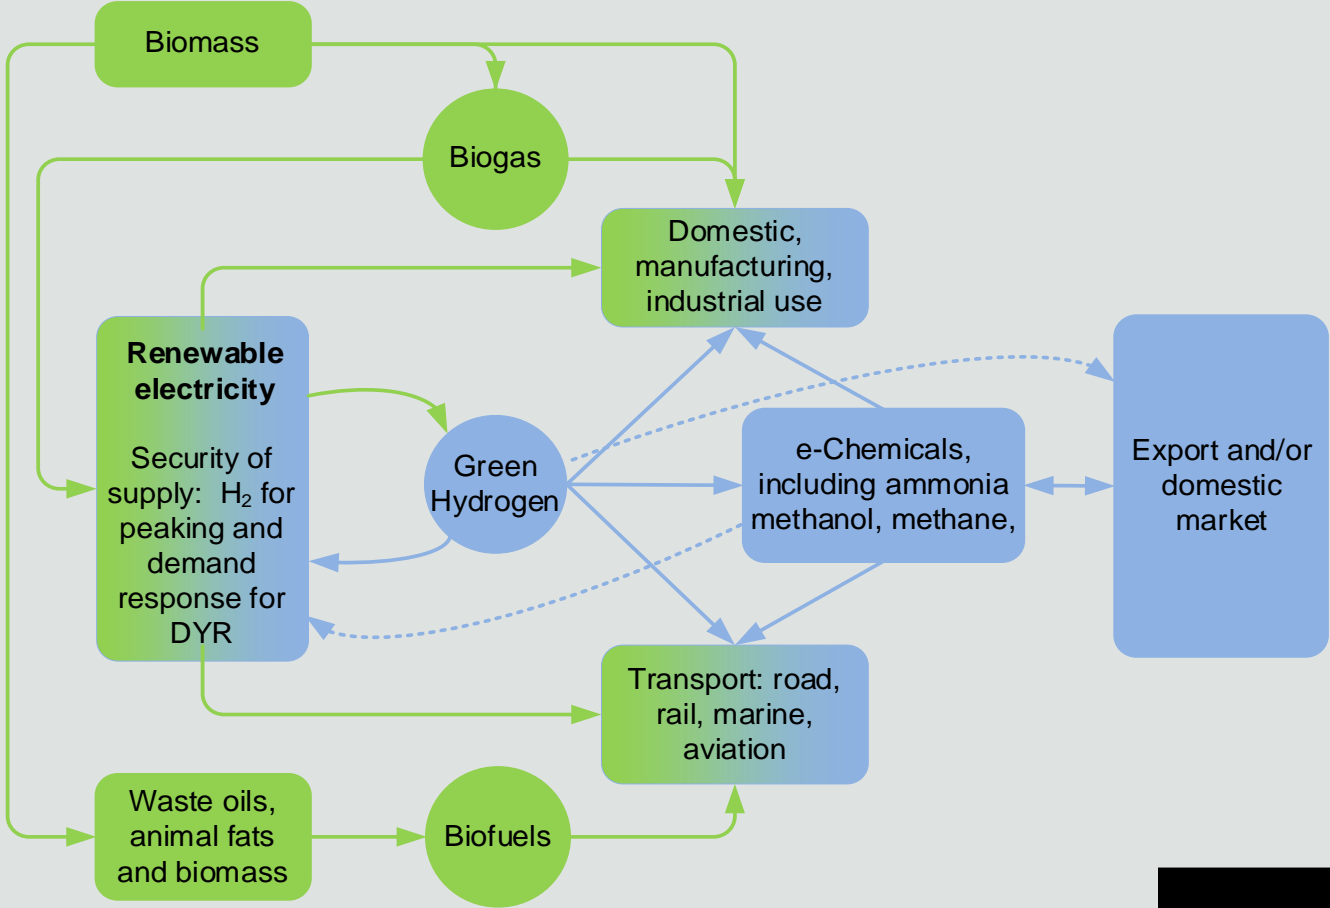 Biomass
Biogas
Domestic,
manufacturing,
industrial use
Renewable
electricity
Security of
supply: H₂ for
peaking and
demand
response for
DYR
Green
Hydrogen
e-Chemicals,
including ammonia
methanol, methane,
Export and/or
domestic
market
Transport: road,
rail, marine,
aviation
Waste oils,
animal fats
and biomass
Biofuels